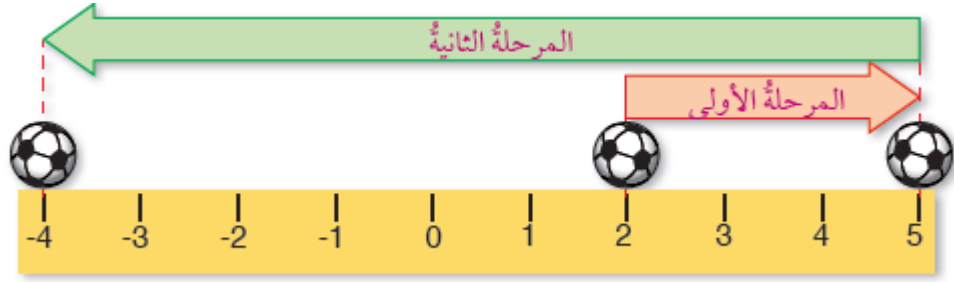 المرحلةُ الثانيةُ
المرحلةُ الأولى
-4 -3 -2 -1 0 1 2 3 4 5